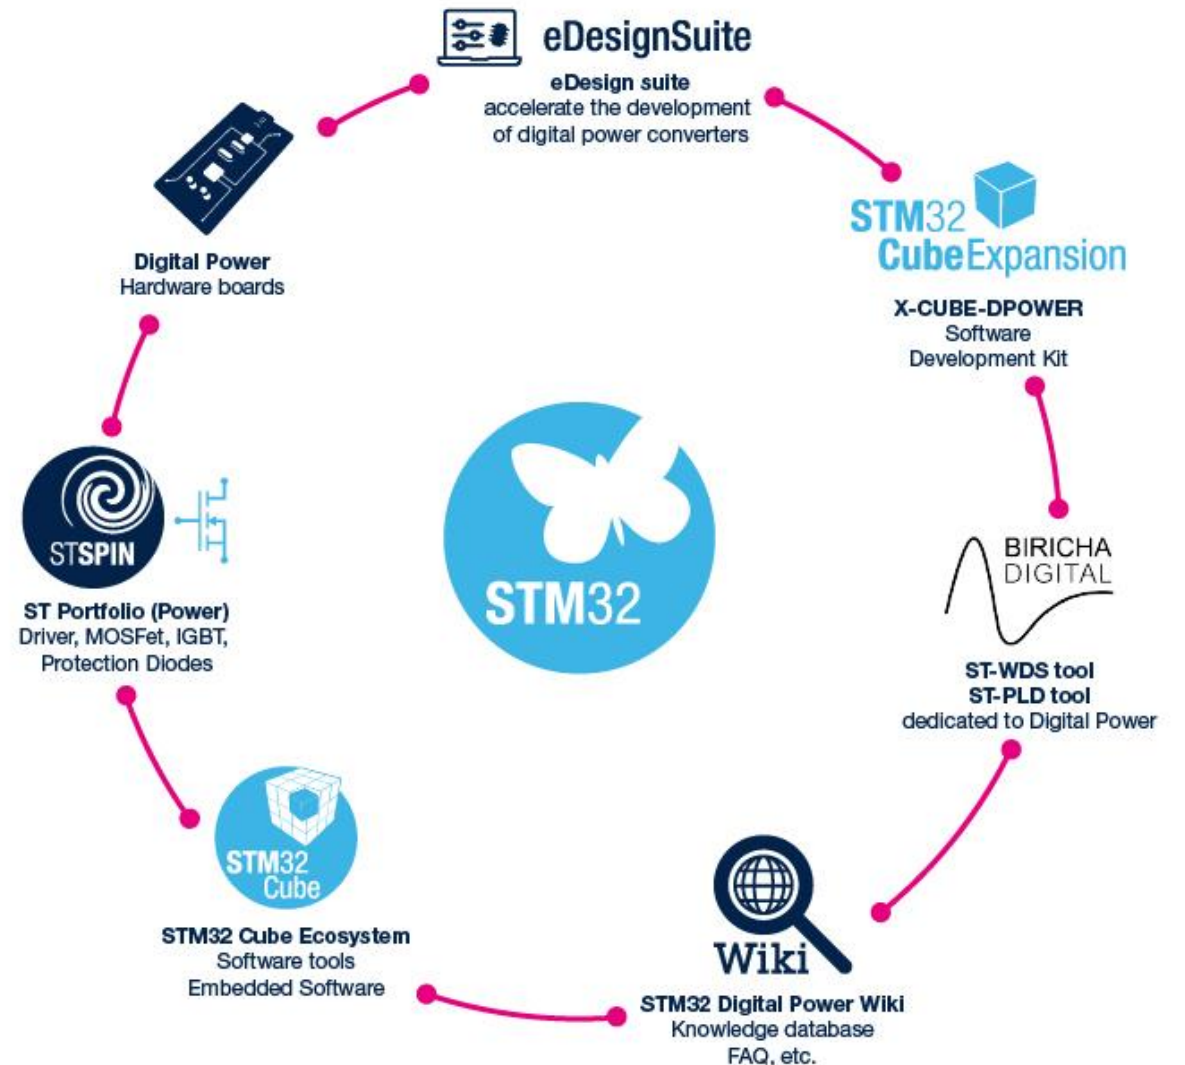 eDesignSuite
eDesign suite
accelerate the development
of digital power converters
STM32
CubeExpansion
X-CUBE-DPOWER
Software
Development Kit
BIRICHA
DIGITAL
ST-WDS tool
ST-PLD tool
dedicated to Digital Power
Wiki
STM32 Digital Power Wiki
Knowledge database
FAQ, etc.
STM32
Cube
STM32 Cube Ecosystem
Software tools
Embedded Software
STSPIN
ST Portfolio (Power)
Driver, MOSFet, IGBT,
Protection Diodes
Digital Power
Hardware boards
STM32